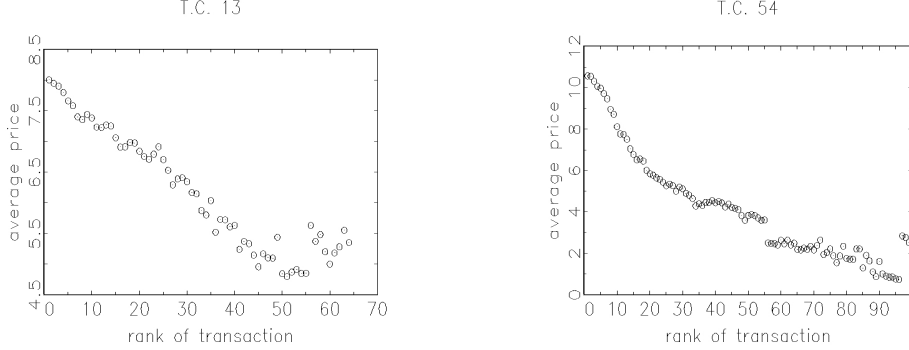 T.C. 13
8.5
7.5
6.5
5.5
4.5
average price
0 10 20 30 40 50 60 70
rank of transaction
T.C. 54
12
10
8
6
4
2
0
average price
0 10 20 30 40 50 60 70 80 90
rank of transaction